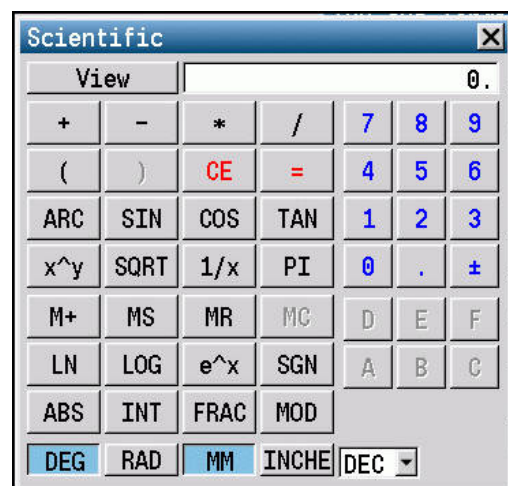 Scientific X
View 0.
+ - * / 7 8 9
( ) CE = 4 5 6
ARC SIN COS TAN 1 2 3
x^y SQRT 1/x PI 0 . ±
M+ MS MR MC D E F
LN LOG e^x SGN A B C
ABS INT FRAC MOD
DEG RAD MM INCHE DEC